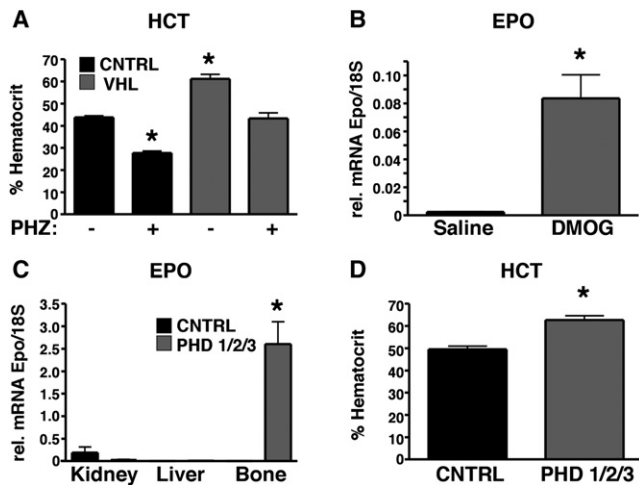 A
HCT
% Hematocrit
70
60
50
40
30
20
10
0
CNTRL
VHL
*
*
PHZ: - + - +
B
EPO
rel. mRNA Epo/18S
0.10
0.08
0.06
0.04
0.02
0
*
Saline DMOG
C
EPO
rel. mRNA Epo/18S
3.5
3.0
2.5
2.0
1.5
1.0
0.5
0
CNTRL
PHD 1/2/3
*
Kidney Liver Bone
D
HCT
% Hematocrit
70
60
50
40
30
20
10
0
*
CNTRL PHD 1/2/3